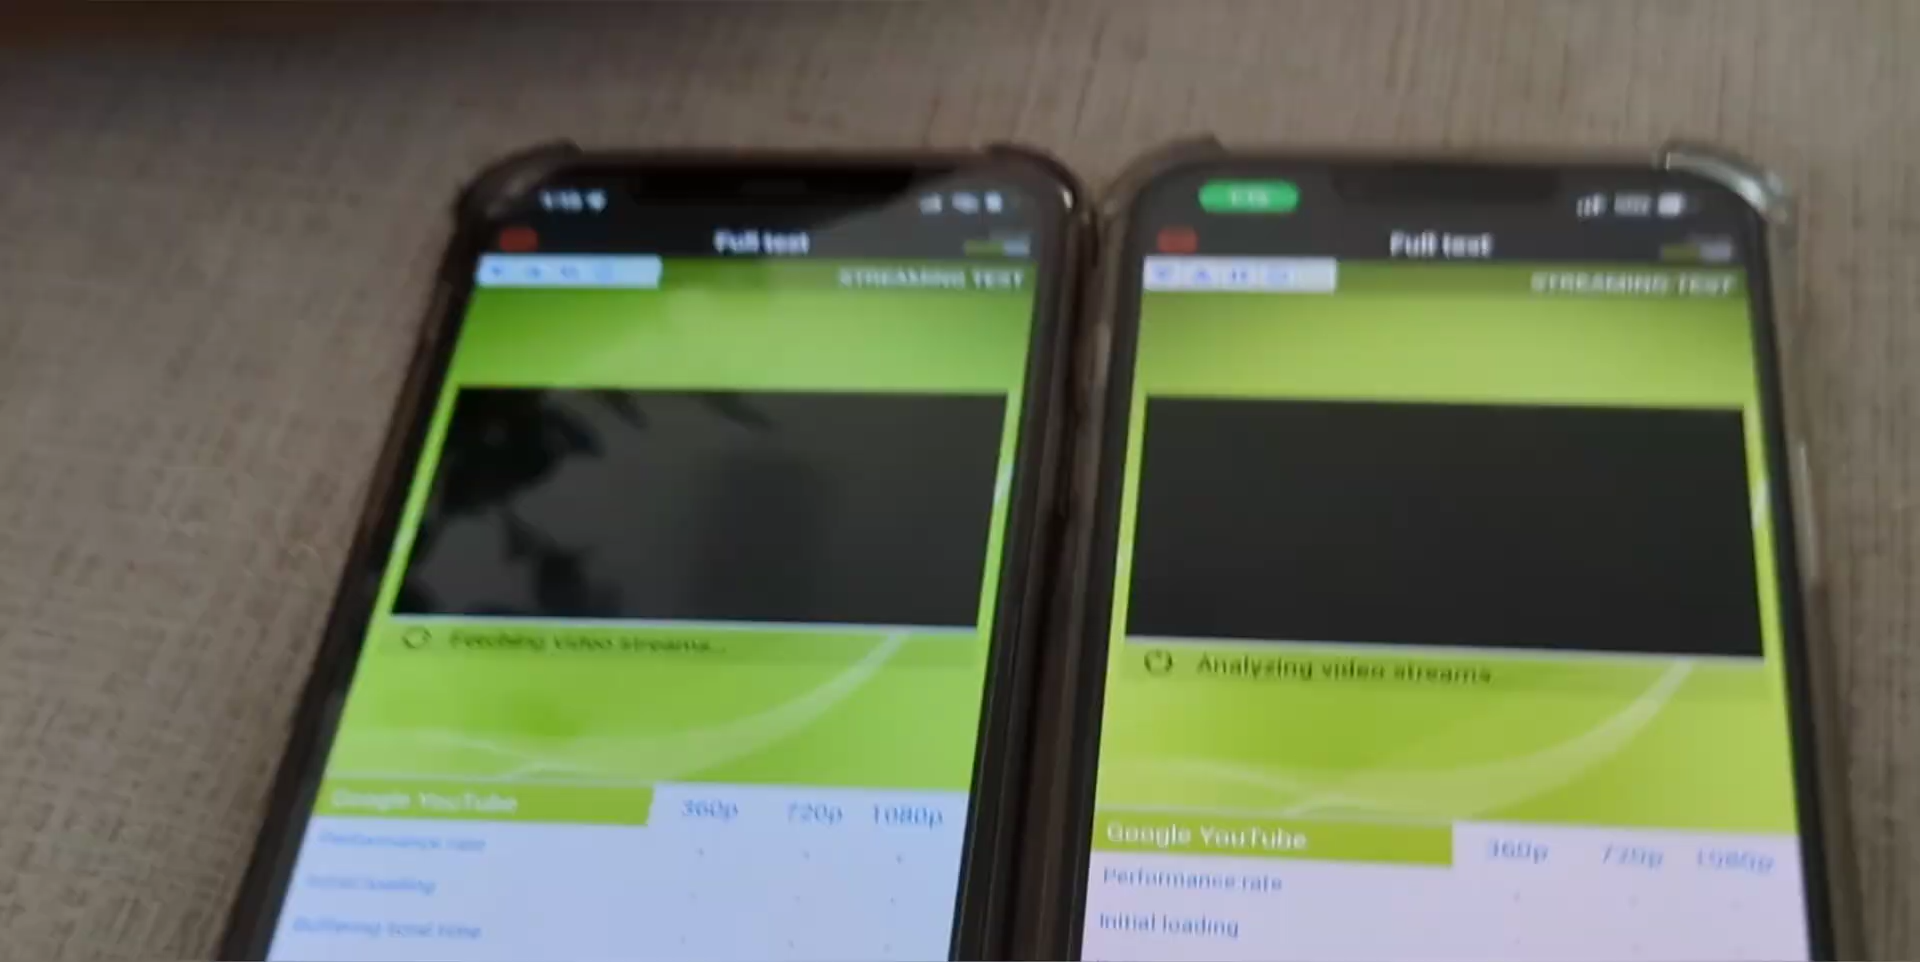 Full test
STREAMING TEST
Fetching video streams...
Google YouTube 360p 720p 1080p
Performance rate
Initial loading
Buffering total time
Full test
STREAMING TEST
Analyzing video streams...
Google YouTube 360p 720p 1080p
Performance rate
Initial loading